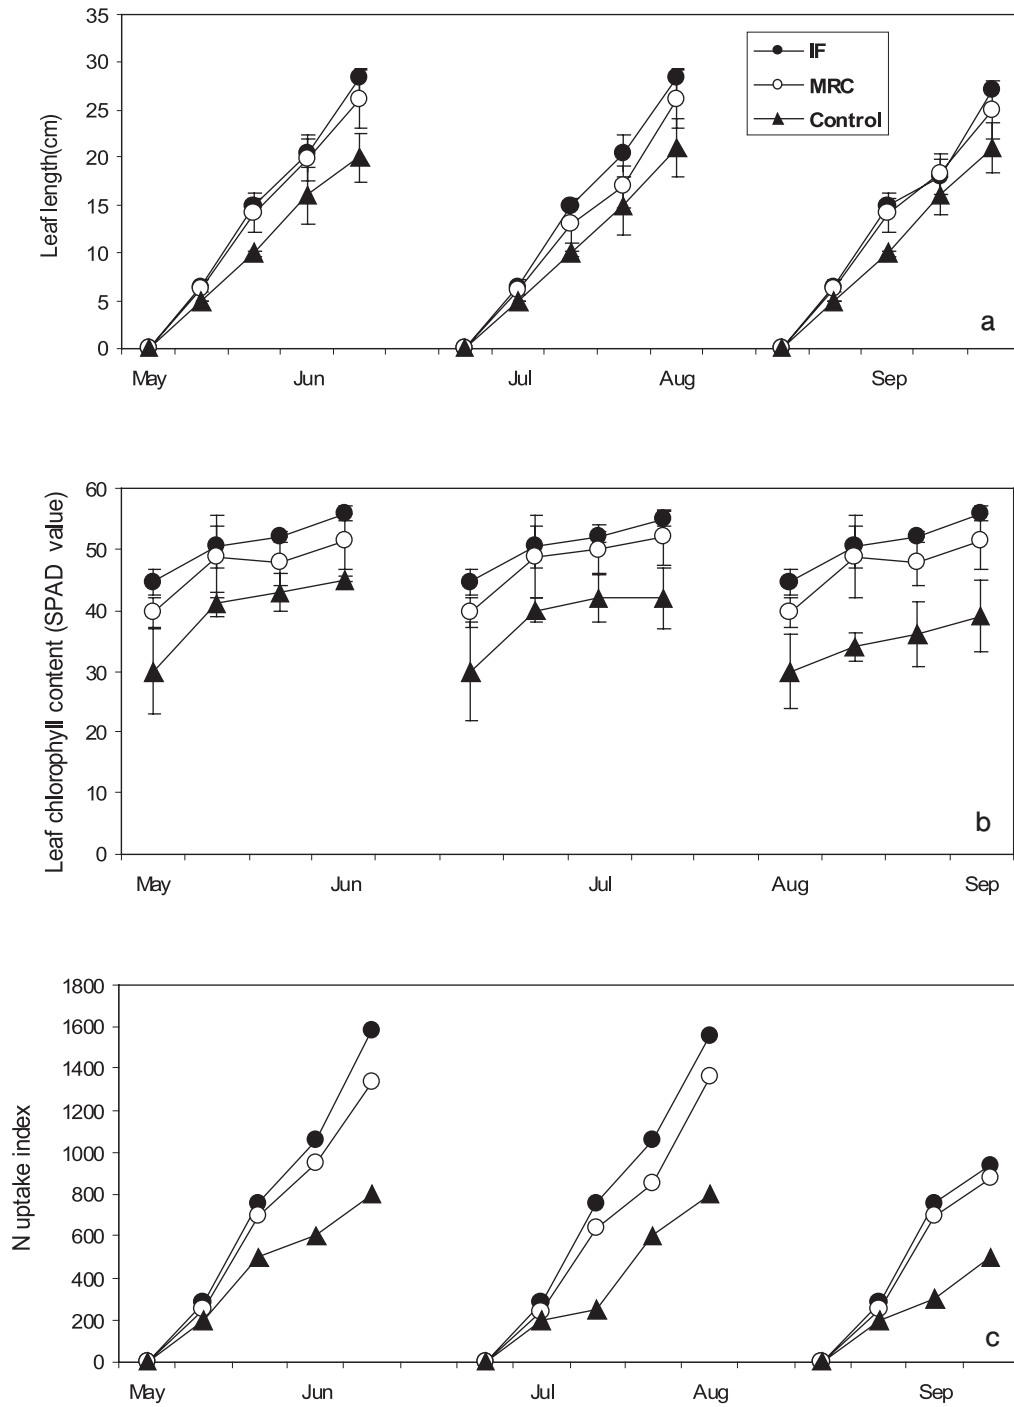 35
30
25
20
15
10
5
0
Leaf length(cm)
IF
MRC
Control
a
May Jun Jul Aug Sep
60
50
40
30
20
10
0
Leaf chlorophyll content (SPAD value)
b
May Jun Jul Aug Sep
1800
1600
1400
1200
1000
800
600
400
200
0
N uptake index
c
May Jun Jul Aug Sep